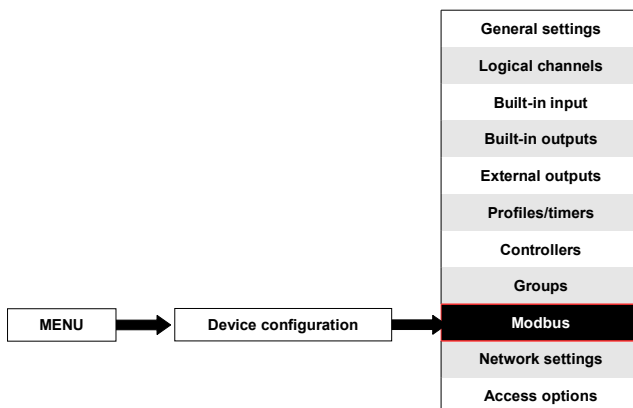 General settings
Logical channels
Built-in input
Built-in outputs
External outputs
Profiles/timers
Controllers
Groups
MENU
Device configuration
Modbus
Network settings
Access options